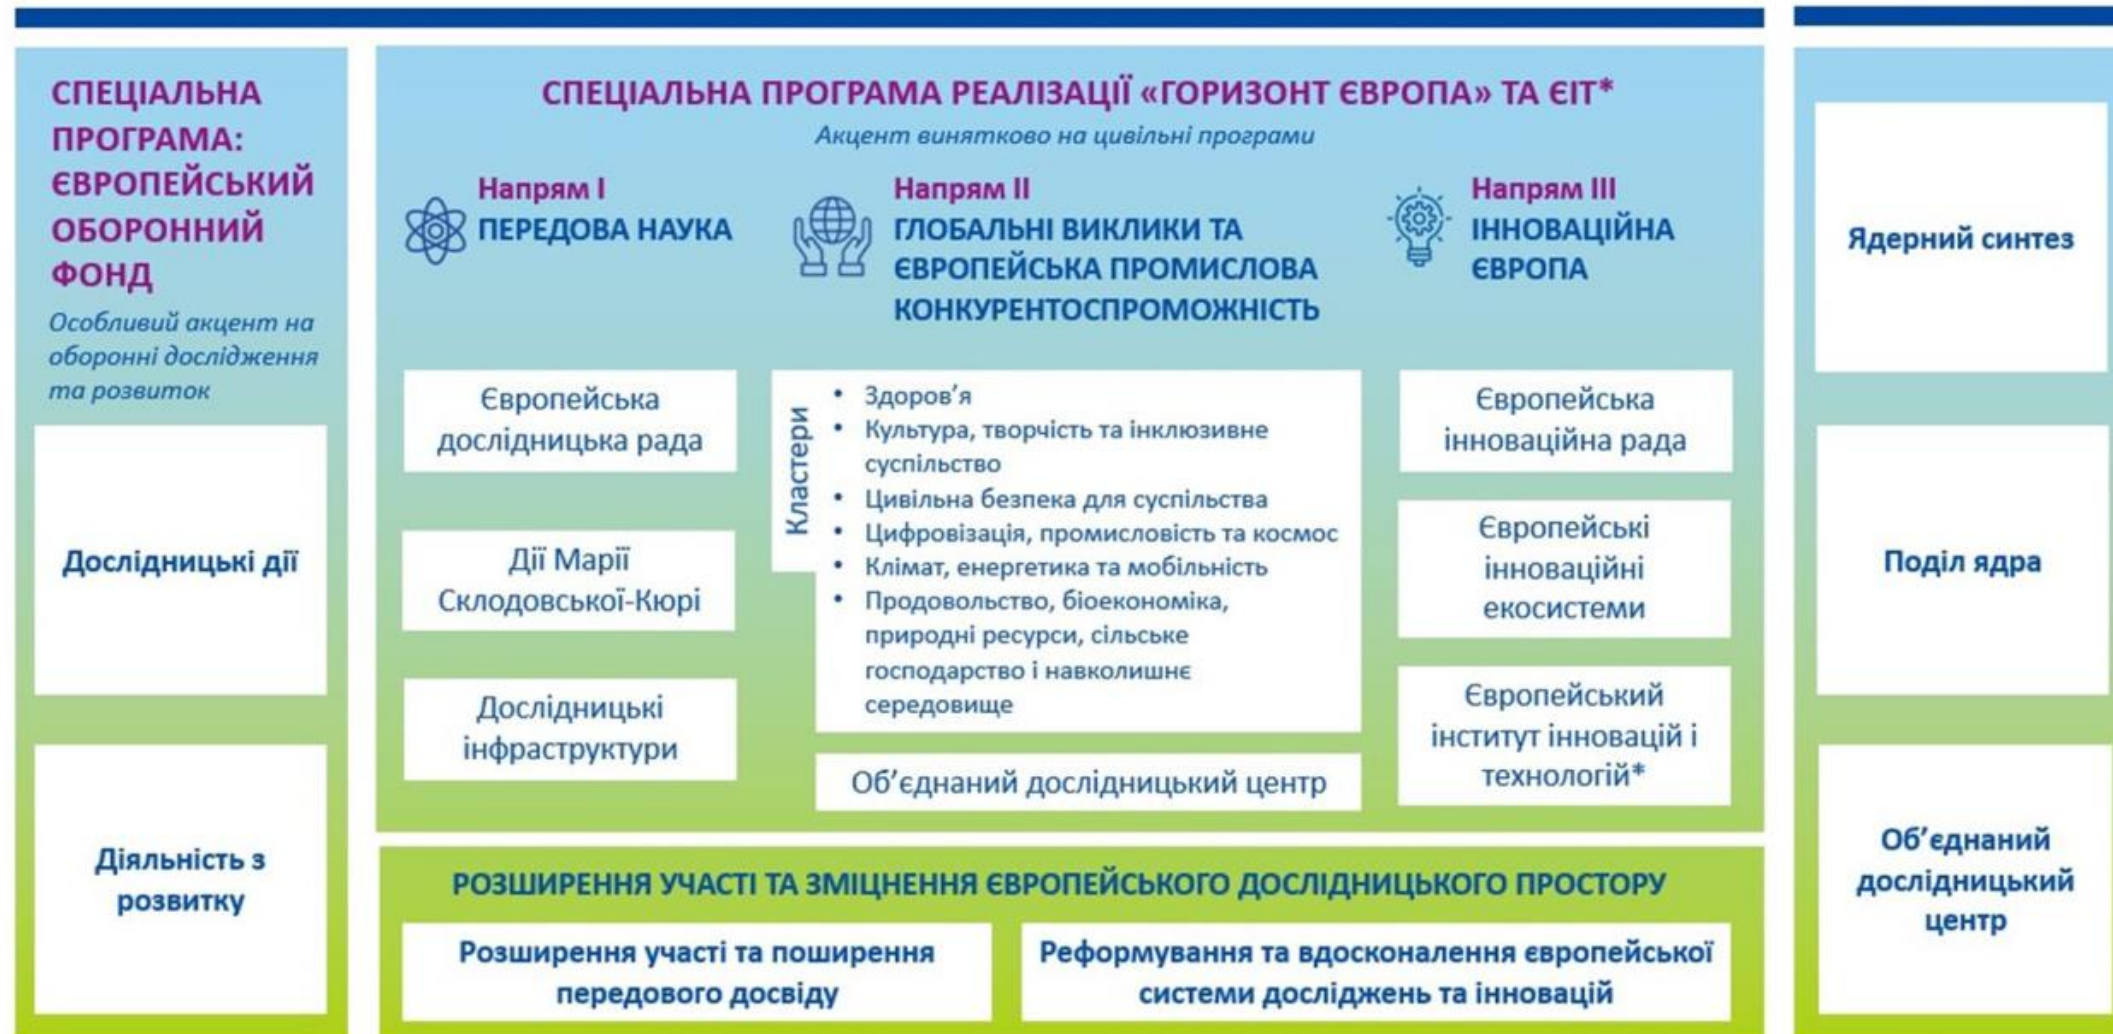 СПЕЦІАЛЬНА
ПРОГРАМА:
ЄВРОПЕЙСЬКИЙ
ОБОРОННИЙ
ФОНД
Особливий акцент на
оборонні дослідження
та розвиток
Дослідницькі дії
Діяльність з
розвитку
СПЕЦІАЛЬНА ПРОГРАМА РЕАЛІЗАЦІЇ «ГОРИЗОНТ ЄВРОПА» ТА ЄІТ*
Акцент винятково на цивільні програми
Напрям I
ПЕРЕДОВА НАУКА
Європейська
дослідницька рада
Дії Марії
Склодовської-Кюрі
Дослідницькі
інфраструктури
Напрям II
ГЛОБАЛЬНІ ВИКЛИКИ ТА
ЄВРОПЕЙСЬКА ПРОМИСЛОВА
КОНКУРЕНТОСПРОМОЖНІСТЬ
Кластери
• Здоров’я
• Культура, творчість та інклюзивне
суспільство
• Цивільна безпека для суспільства
• Цифровізація, промисловість та космос
• Клімат, енергетика та мобільність
• Продовольство, біоекономіка,
природні ресурси, сільське
господарство і навколишнє
середовище
Об’єднаний дослідницький центр
Напрям III
ІННОВАЦІЙНА
ЄВРОПА
Європейська
інноваційна рада
Європейські
інноваційні
екосистеми
Європейський
інститут інновацій і
технологій*
РОЗШИРЕННЯ УЧАСТІ ТА ЗМІЦНЕННЯ ЄВРОПЕЙСЬКОГО ДОСЛІДНИЦЬКОГО ПРОСТОРУ
Розширення участі та поширення
передового досвіду
Реформування та вдосконалення європейської
системи досліджень та інновацій
Ядерний синтез
Поділ ядра
Об’єднаний
дослідницький
центр